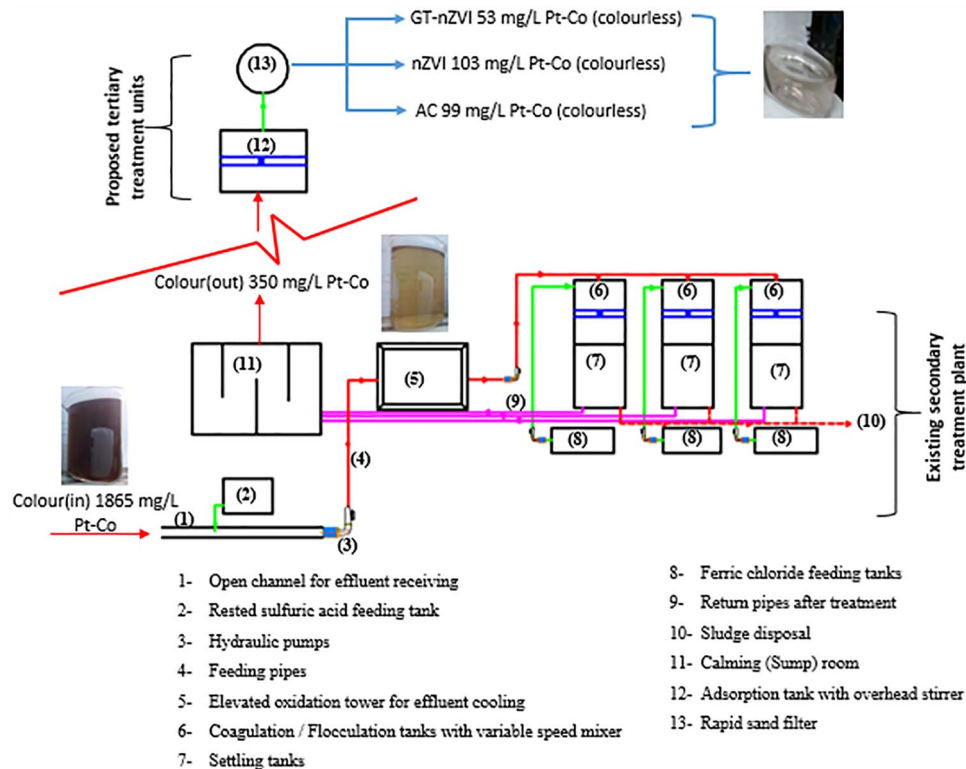 GT-nZVI 53 mg/L Pt-Co (colourless)
(13)
nZVI 103 mg/L Pt-Co (colourless)
AC 99 mg/L Pt-Co (colourless)
Proposed tertiary
treatment units
(12)
Colour(out) 350 mg/L Pt-Co
(6)
(6)
(6)
(11)
(5)
(7)
(7)
(7)
(9)
(10)
(8)
(8)
(8)
Existing secondary
treatment plant
(4)
Colour(in) 1865 mg/L
Pt-Co
(2)
(1)
(3)
1- Open channel for effluent receiving
2- Rested sulfuric acid feeding tank
3- Hydraulic pumps
4- Feeding pipes
5- Elevated oxidation tower for effluent cooling
6- Coagulation / Flocculation tanks with variable speed mixer
7- Settling tanks
8- Ferric chloride feeding tanks
9- Return pipes after treatment
10- Sludge disposal
11- Calming (Sump) room
12- Adsorption tank with overhead stirrer
13- Rapid sand filter